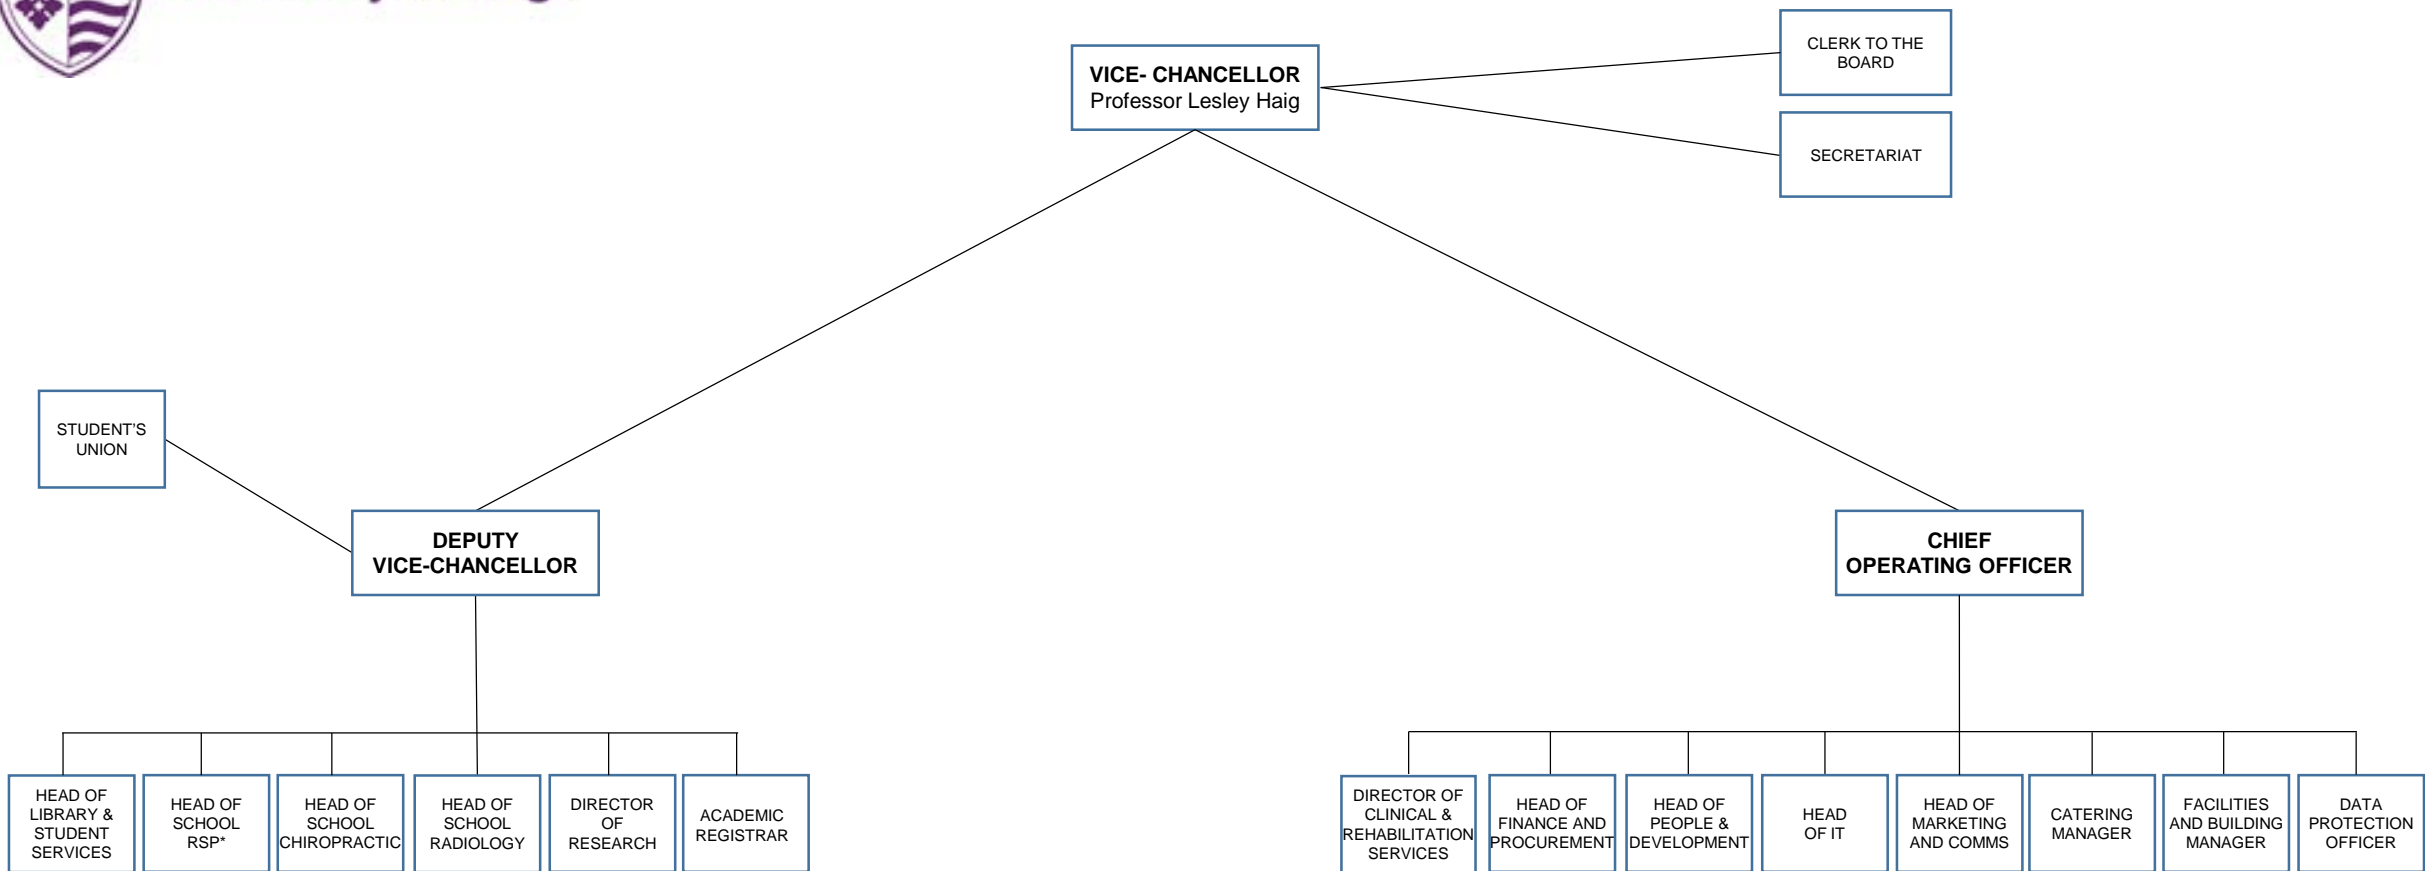 CLERK TO THE
BOARD
VICE- CHANCELLOR
Professor Lesley Haig
SECRETARIAT
STUDENT’S
UNION
DEPUTY
VICE-CHANCELLOR
CHIEF
OPERATING OFFICER
HEAD OF
LIBRARY &
STUDENT
SERVICES
HEAD OF
SCHOOL
RSP*
HEAD OF
SCHOOL
CHIROPRACTIC
HEAD OF
SCHOOL
RADIOLOGY
DIRECTOR
OF
RESEARCH
ACADEMIC
REGISTRAR
DIRECTOR OF
CLINICAL &
REHABILITATION
SERVICES
HEAD OF
FINANCE AND
PROCUREMENT
HEAD OF
PEOPLE &
DEVELOPMENT
HEAD
OF IT
HEAD OF
MARKETING
AND COMMS
CATERING
MANAGER
FACILITIES
AND BUILDING
MANAGER
DATA
PROTECTION
OFFICER